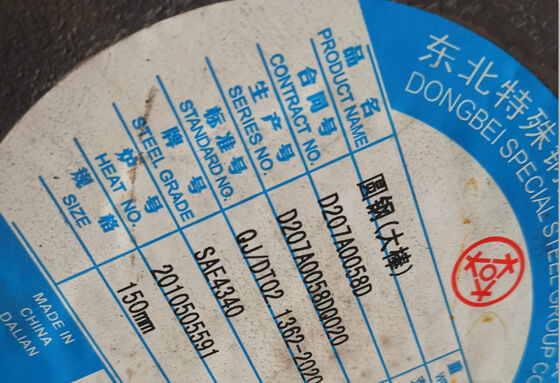 东北特殊
DONGBEI SPECIAL STEEL GROUP CO
品名
PRODUCT NAME
圆钢(大棒)
合同号
CONTRACT NO.
D207A0058D
生产号
SERIES NO.
D207A0058DQ020
标准号
STANDARD NO.
QJ/DT02 1362-2020
牌号
STEEL GRADE
SAE4340
炉号
HEAT NO.
2010505591
规格
SIZE
150mm
MADE IN
CHINA
DALIAN